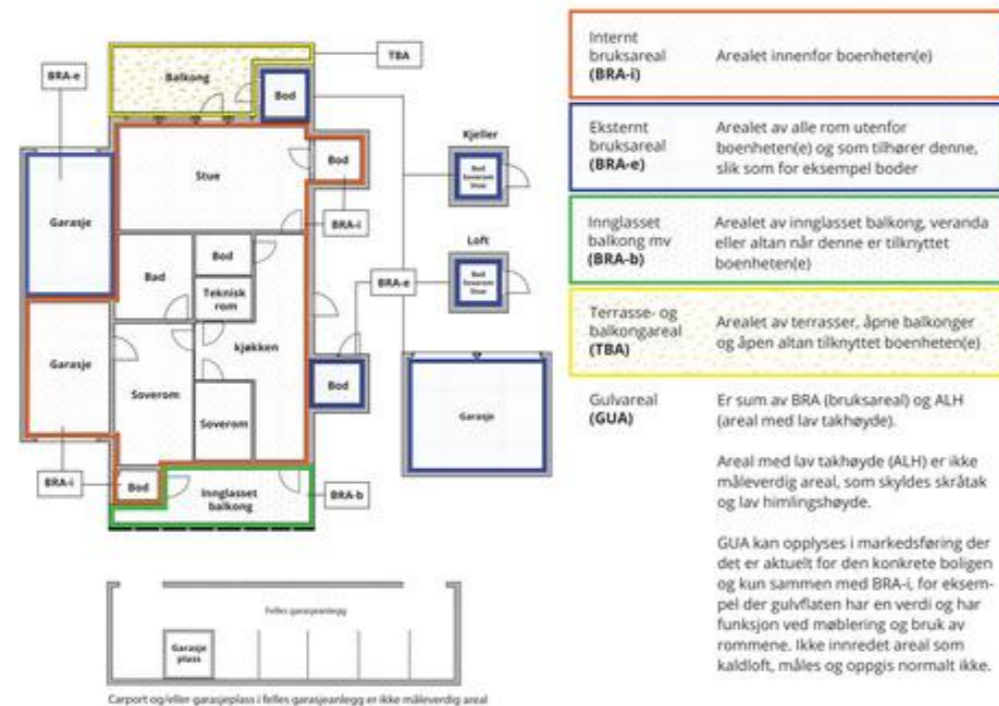 TBA
BRA-e
Balkong
Bod
Kjeller
Bod
Soverom
Stue
Stue
Bod
Garasje
BRA-i
Loft
Bod
Bad
Teknisk
rom
BRA-e
Bod
Soverom
Stue
kjøkken
Garasje
Soverom
Bod
Soverom
Garasje
BRA-i
Bod
Innglasset
balkong
BRA-b
Felles garasjeanlegg
Garasje
plass
Carport og/eller garasjeplass i felles garasjeanlegg er ikke måleverdig areal
Internt
bruksareal
(BRA-i)
Arealet innenfor boenheten(e)
Eksternt
bruksareal
(BRA-e)
Arealet av alle rom utenfor
boenheten(e) og som tilhører denne,
slik som for eksempel boder
Innglasset
balkong mv
(BRA-b)
Arealet av innglasset balkong, veranda
eller altan når denne er tilknyttet
boenheten(e)
Terrasse- og
balkongareal
(TBA)
Arealet av terrasser, åpne balkonger
og åpen altan tilknyttet boenheten(e)
Gulvareal
(GUA)
Er sum av BRA (bruksareal) og ALH
(areal med lav takhøyde).
Areal med lav takhøyde (ALH) er ikke
måleverdig areal, som skyldes skråtak
og lav himlingshøyde.
GUA kan opplyses i markedsføring der
det er aktuelt for den konkrete boligen
og kun sammen med BRA-i, for eksem-
pel der gulvflaten har en verdi og har
funksjon ved møblering og bruk av
rommene. Ikke innredet areal som
kaldloft, måles og oppgis normalt ikke.